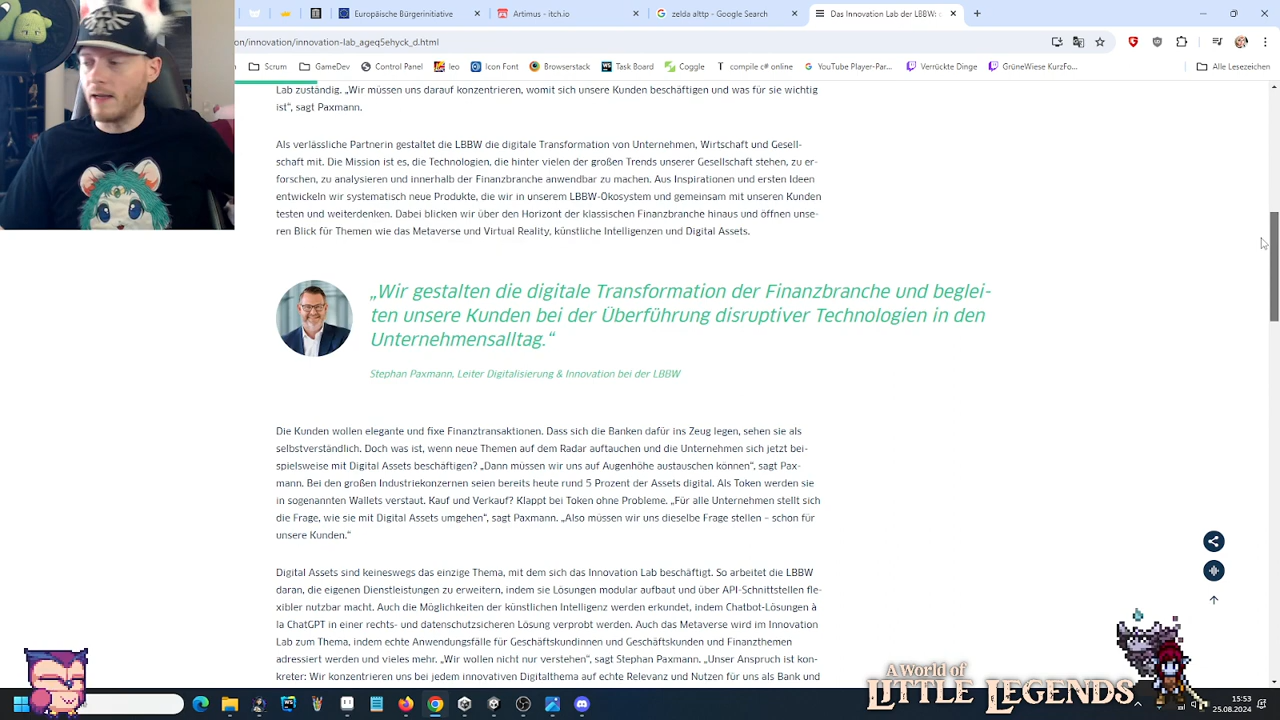 Europäische Bürgerinitiative
Artimus
zelda alttp - Google Search
Das Innovation Lab der LBBW:
on/innovation/innovation-lab_ageq5ehyck_d.html
Scrum
GameDev
Control Panel
leo
Icon Font
Browserstack
Task Board
Coggle
compile c# online
YouTube Player-Par...
Verrückte Dinge
GrüneWiese KurzFo...
Alle Lesezeichen
Lab zuständig. „Wir müssen uns darauf konzentrieren, womit sich unsere Kunden beschäftigen und was für sie wichtig
ist“, sagt Paxmann.
Als verlässliche Partnerin gestaltet die LBBW die digitale Transformation von Unternehmen, Wirtschaft und Gesell-
schaft mit. Die Mission ist es, die Technologien, die hinter vielen der großen Trends unserer Gesellschaft stehen, zu er-
forschen, zu analysieren und innerhalb der Finanzbranche anwendbar zu machen. Aus Inspirationen und ersten Ideen
entwickeln wir systematisch neue Produkte, die wir in unserem LBBW-Ökosystem und gemeinsam mit unseren Kunden
testen und weiterdenken. Dabei blicken wir über den Horizont der klassischen Finanzbranche hinaus und öffnen unse-
ren Blick für Themen wie das Metaverse und Virtual Reality, künstliche Intelligenzen und Digital Assets.
„Wir gestalten die digitale Transformation der Finanzbranche und beglei-
ten unsere Kunden bei der Überführung disruptiver Technologien in den
Unternehmensalltag.“
Stephan Paxmann, Leiter Digitalisierung & Innovation bei der LBBW
Die Kunden wollen elegante und fixe Finanztransaktionen. Dass sich die Banken dafür ins Zeug legen, sehen sie als
selbstverständlich. Doch was ist, wenn neue Themen auf dem Radar auftauchen und die Unternehmen sich jetzt bei-
spielsweise mit Digital Assets beschäftigen? „Dann müssen wir uns auf Augenhöhe austauschen können“, sagt Pax-
mann. Bei den großen Industriekonzernen seien bereits heute rund 5 Prozent der Assets digital. Als Token werden sie
in sogenannten Wallets verstaut. Kauf und Verkauf? Klappt bei Token ohne Probleme. „Für alle Unternehmen stellt sich
die Frage, wie sie mit Digital Assets umgehen“, sagt Paxmann. „Also müssen wir uns dieselbe Frage stellen – schon für
unsere Kunden.“
Digital Assets sind keineswegs das einzige Thema, mit dem sich das Innovation Lab beschäftigt. So arbeitet die LBBW
daran, die eigenen Dienstleistungen zu erweitern, indem sie Lösungen modular aufbaut und über API-Schnittstellen fle-
xibler nutzbar macht. Auch die Möglichkeiten der künstlichen Intelligenz werden erkundet, indem Chatbot-Lösungen à
la ChatGPT in einer rechts- und datenschutzsicheren Lösung verprobt werden. Auch das Metaverse wird im Innovation
Lab zum Thema, indem echte Anwendungsfälle für Geschäftskundinnen und Geschäftskunden und Finanzthemen
adressiert werden und vieles mehr. „Wir wollen nicht nur verstehen“, sagt Stephan Paxmann. „Unser Anspruch ist kon-
kreter: Wir konzentrieren uns bei jedem innovativen Digitalthema auf echte Relevanz und Nutzen für uns als Bank und
A World of
LITTLE LEGENDS
15:53
25.08.2024